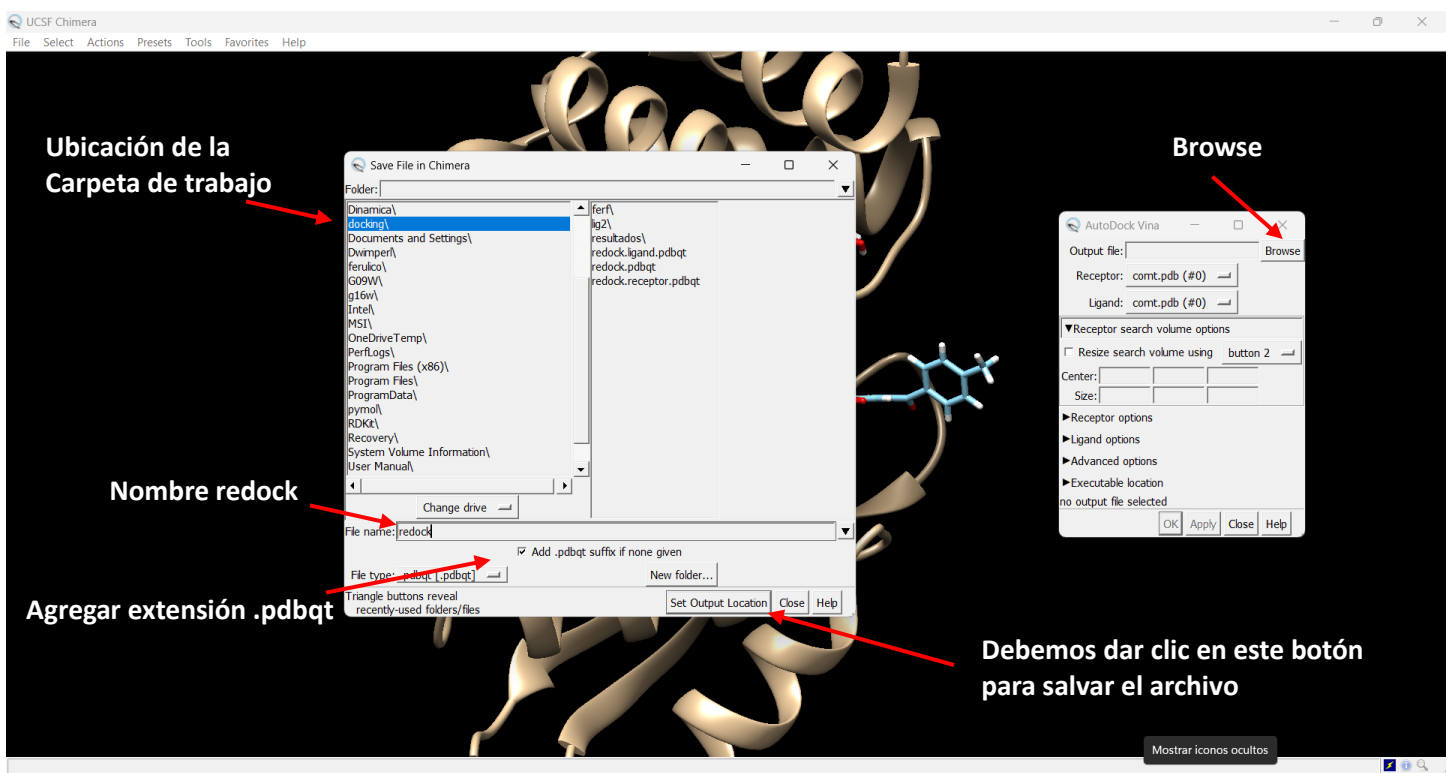 UCSF Chimera
File Select Actions Presets Tools Favorites Help
Ubicación de la
Carpeta de trabajo
Browse
Save File in Chimera
Folder:
Dinamica\
docking\
Documents and Settings\
Dwimperl\
ferulico\
G09W\
g16w\
Intel\
MSI\
OneDriveTemp\
PerfLogs\
Program Files (x86)\
Program Files\
ProgramData\
pymol\
RDKit\
Recovery\
System Volume Information\
User Manual\
ferf\
lig2\
resultados\
redock.ligand.pdbqt
redock.pdbqt
redock.receptor.pdbqt
Change drive
File name: redock
Add .pdbqt suffix if none given
File type: .pdbqt [.pdbqt]
New folder...
Triangle buttons reveal
recently-used folders/files
Set Output Location Close Help
AutoDock Vina
Output file: Browse
Receptor: comt.pdb (#0)
Ligand: comt.pdb (#0)
Receptor search volume options
Resize search volume using button 2
Center:
Size:
Receptor options
Ligand options
Advanced options
Executable location
no output file selected
OK Apply Close Help
Nombre redock
Agregar extensión .pdbqt
Debemos dar clic en este botón
para salvar el archivo
Mostrar iconos ocultos